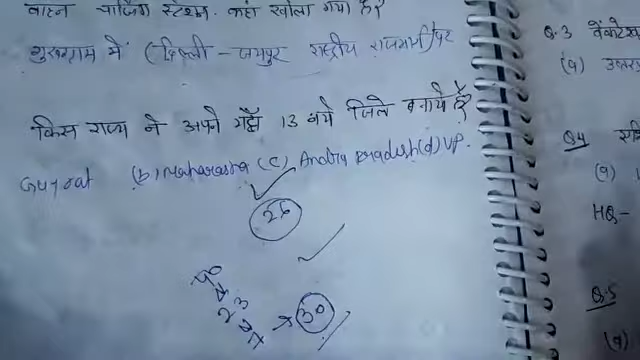 वाहन चार्जिंग स्टेशन कहां खोला गया है?
गुरुग्राम में (दिल्ली - जयपुर राष्ट्रीय राजमार्ग पर
किस राज्य ने अपने यहाँ 13 नये जिले बनाये है?
Gujrat (b) Maharastra (c) Andhra pradesh (d) UP.
26
30
Q.3 वेंकटेश
(a)
Q.4
(a)
HQ-
Q.5
(a)